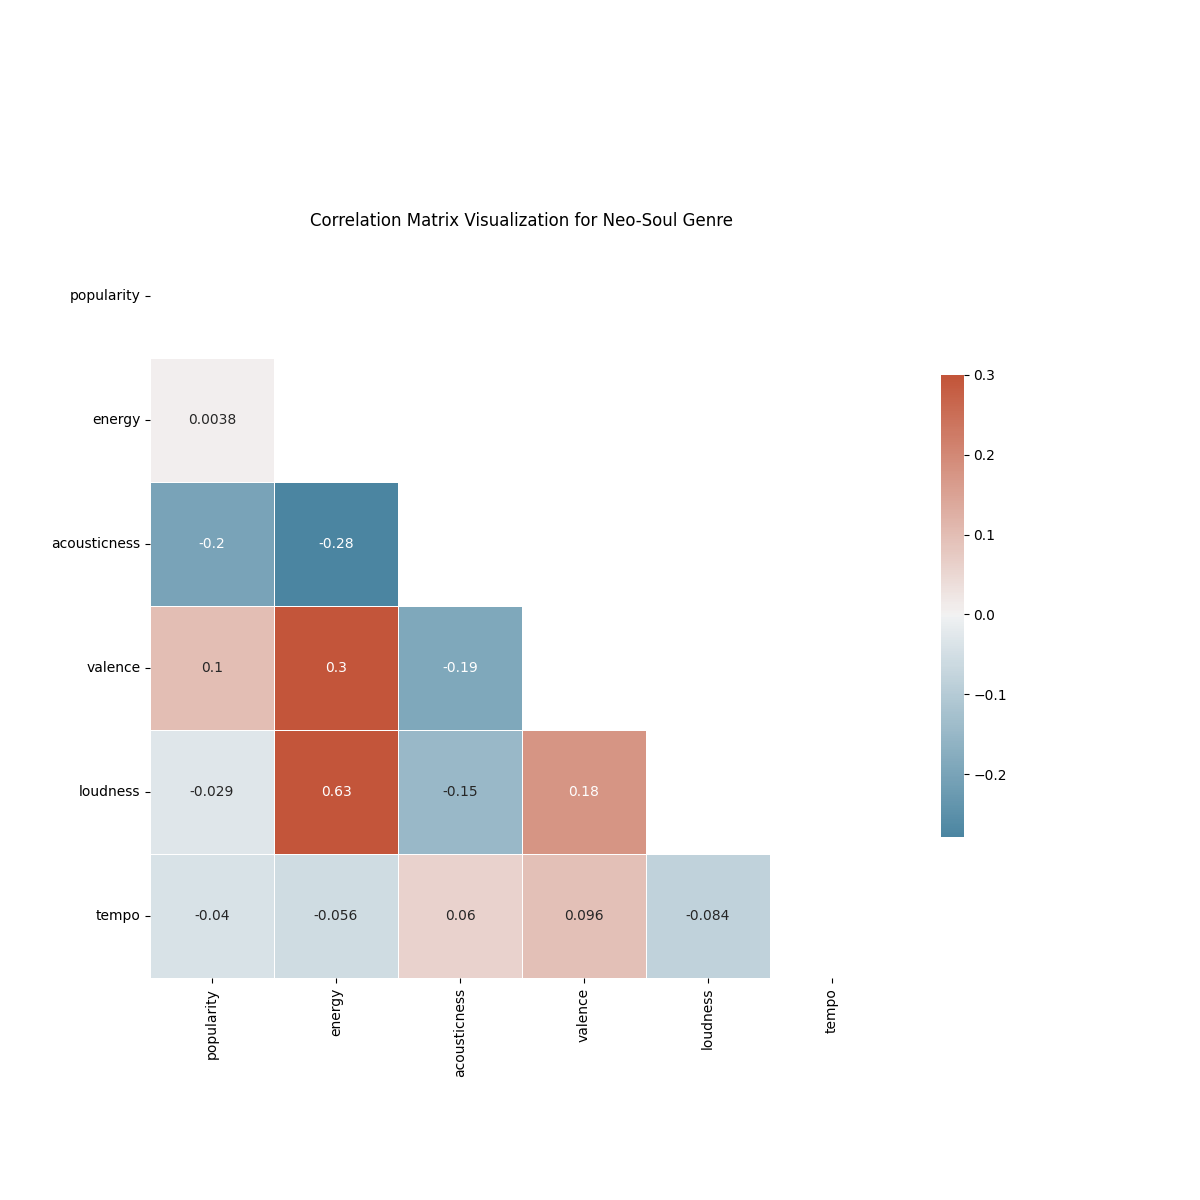 Correlation Matrix Visualization for Neo-Soul Genre
popularity
energy
0.0038
acousticness
-0.2
-0.28
valence
0.1
0.3
-0.19
loudness
-0.029
0.63
-0.15
0.18
tempo
-0.04
-0.056
0.06
0.096
-0.084
popularity
energy
acousticness
valence
loudness
tempo
0.3
0.2
0.1
0.0
−0.1
−0.2